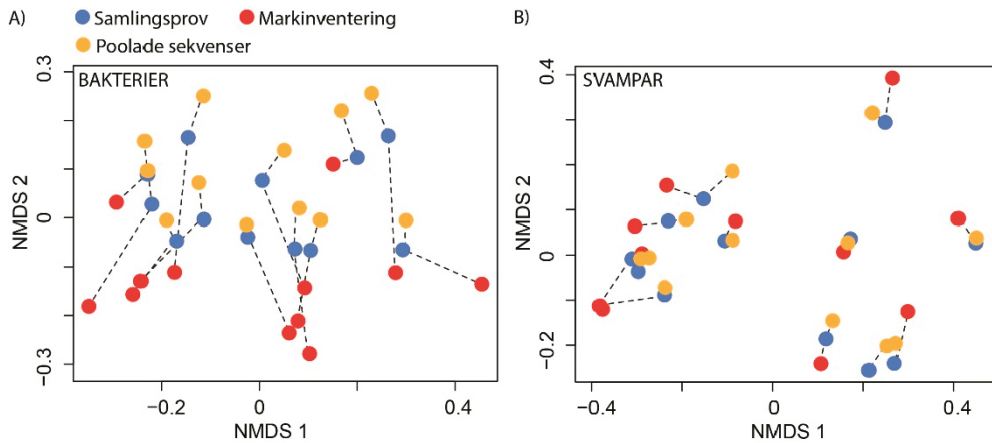 A)
Samlingsprov
Markinventering
Poolade sekvenser
BAKTERIER
0.3
0
−0.3
NMDS 2
−0.2
0
0.4
NMDS 1
B)
SVAMPAR
0.4
0
−0.2
NMDS 2
−0.4
0
0.4
NMDS 1